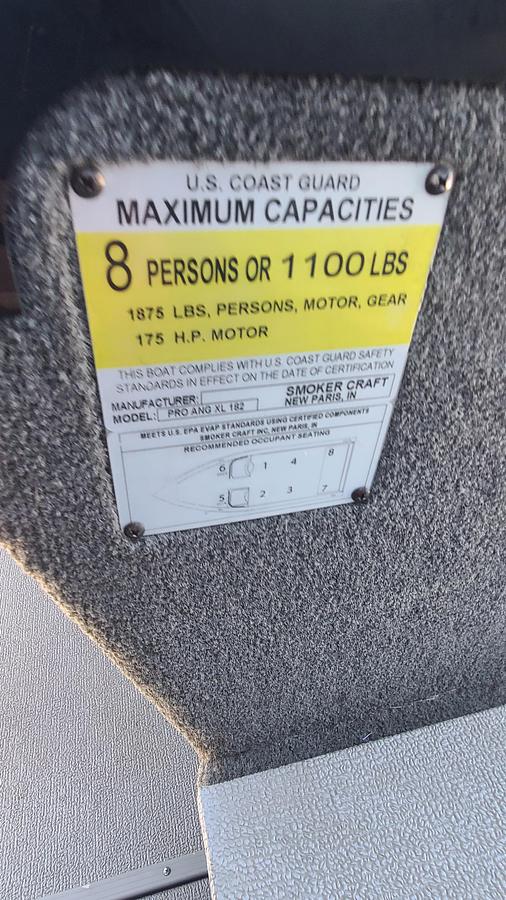 U.S. COAST GUARD
MAXIMUM CAPACITIES
8 PERSONS OR 1100 LBS
1875 LBS, PERSONS, MOTOR, GEAR
175 H.P. MOTOR
THIS BOAT COMPLIES WITH U.S. COAST GUARD SAFETY
STANDARDS IN EFFECT ON THE DATE OF CERTIFICATION
MANUFACTURER: SMOKER CRAFT
NEW PARIS, IN
MODEL: PRO ANG XL 182
MEETS U.S. EPA EVAP STANDARDS USING CERTIFIED COMPONENTS
SMOKER CRAFT INC, NEW PARIS, IN
RECOMMENDED OCCUPANT SEATING
6 1 4 8
5 2 3 7